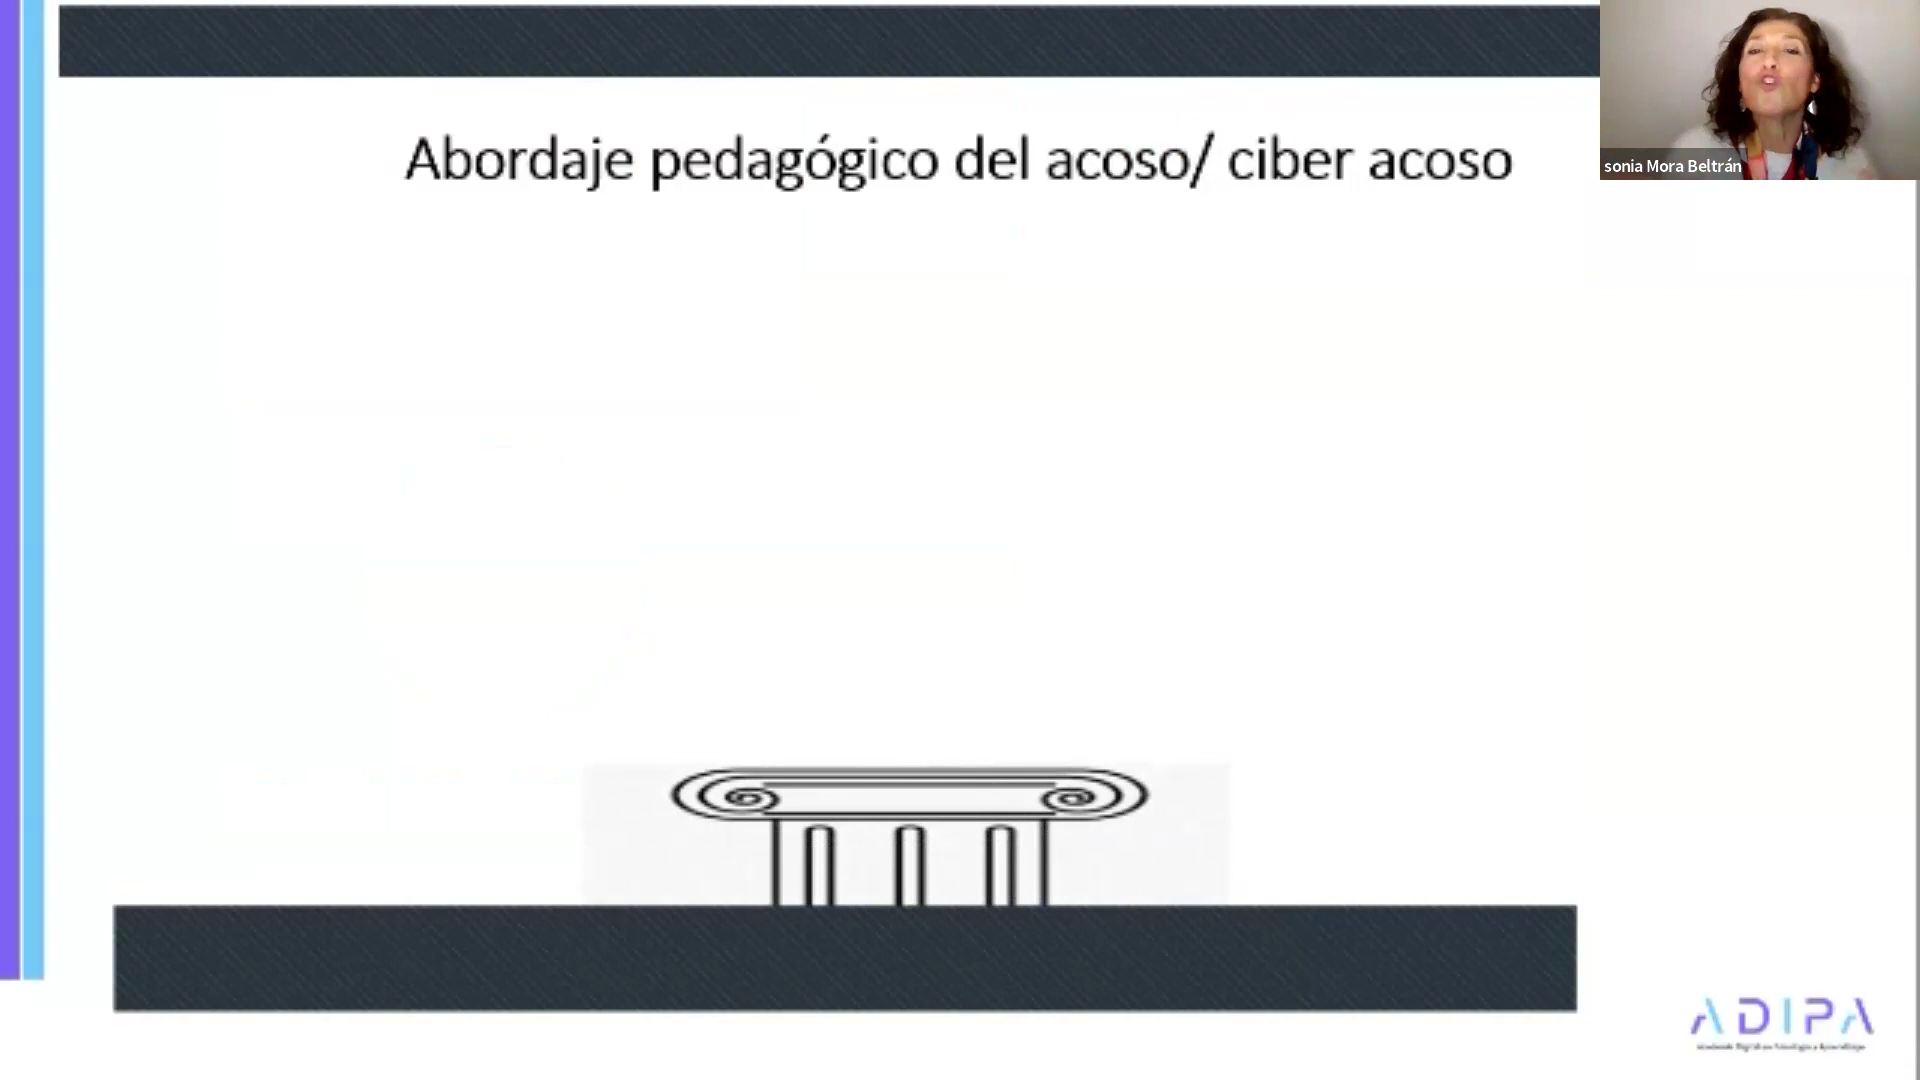 Abordaje pedagógico del acoso/ ciber acoso
sonia Mora Beltrán
ADIPA